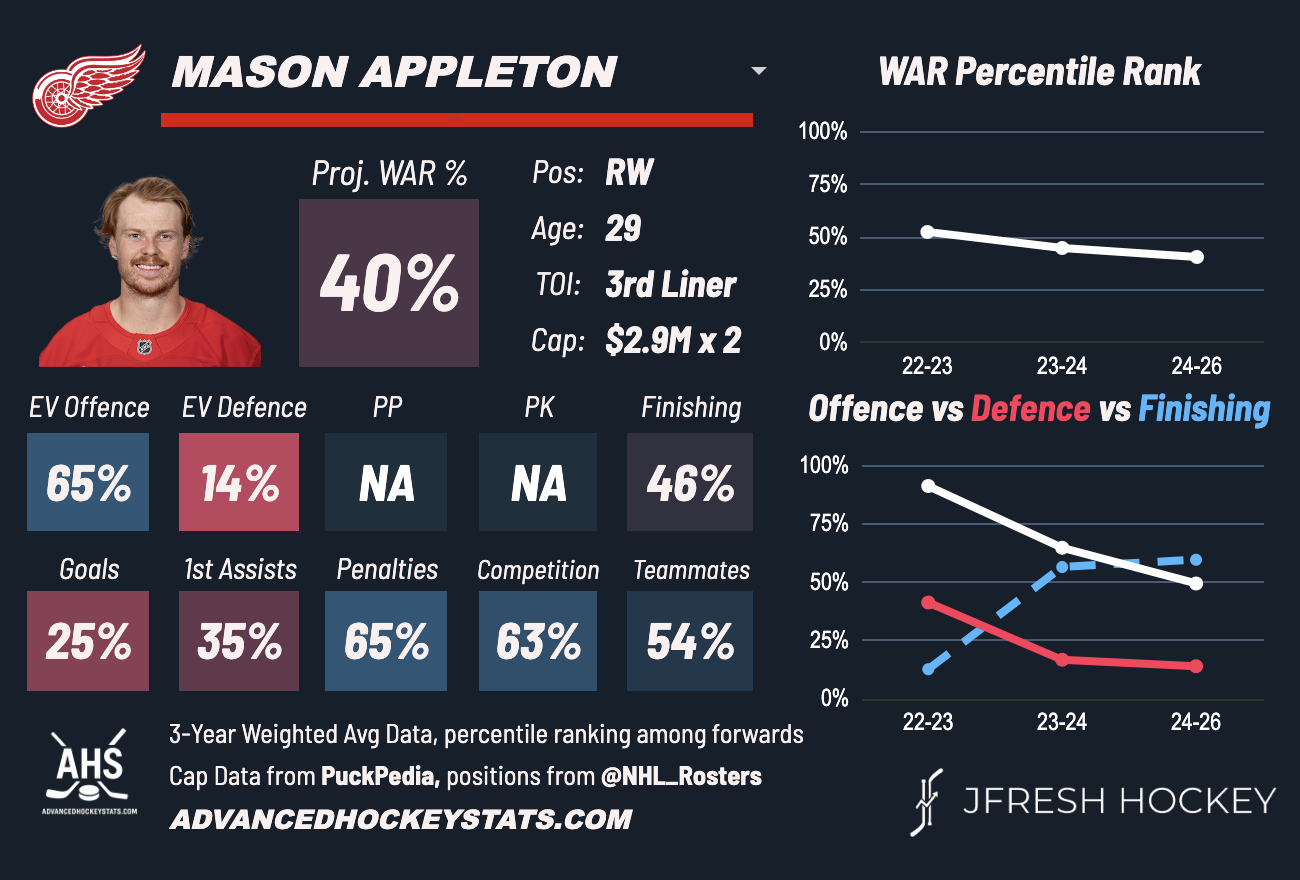 MASON APPLETON
Proj. WAR %
40%
Pos: RW
Age: 29
TOI: 3rd Liner
Cap: $2.9M x 2
EV Offence EV Defence PP PK Finishing
65% 14% NA NA 46%
Goals 1st Assists Penalties Competition Teammates
25% 35% 65% 63% 54%
WAR Percentile Rank
100%
75%
50%
25%
0%
22-23 23-24 24-26
Offence vs Defence vs Finishing
100%
75%
50%
25%
0%
22-23 23-24 24-26
AHS
ADVANCEDHOCKEYSTATS.COM
3-Year Weighted Avg Data, percentile ranking among forwards
Cap Data from PuckPedia, positions from @NHL_Rosters
ADVANCEDHOCKEYSTATS.COM
JFRESH HOCKEY